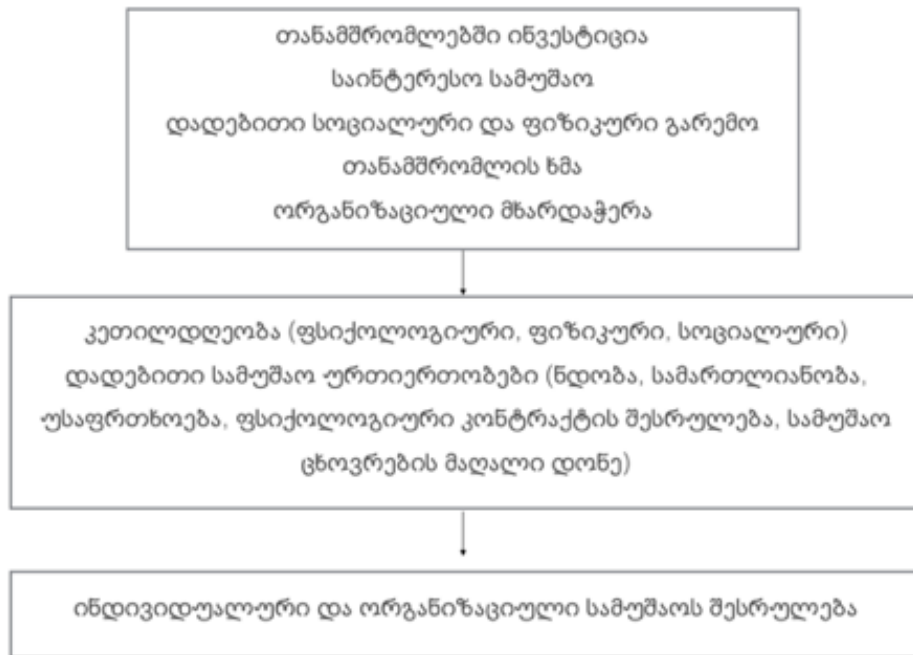 თანამშრომლებში ინვესტიცია
საინტერესო სამუშაო
დადებითი სოციალური და ფიზიკური გარემო
თანამშრომლის ხმა
ორგანიზაციული მხარდაჭერა
კეთილდღეობა (ფსიქოლოგიური, ფიზიკური, სოციალური)
დადებითი სამუშაო ურთიერთობები (ნდობა, სამართლიანობა,
უსაფრთხოება, ფსიქოლოგიური კონტრაქტის შესრულება, სამუშაო
ცხოვრების მაღალი დონე)
ინდივიდუალური და ორგანიზაციული სამუშაოს შესრულება